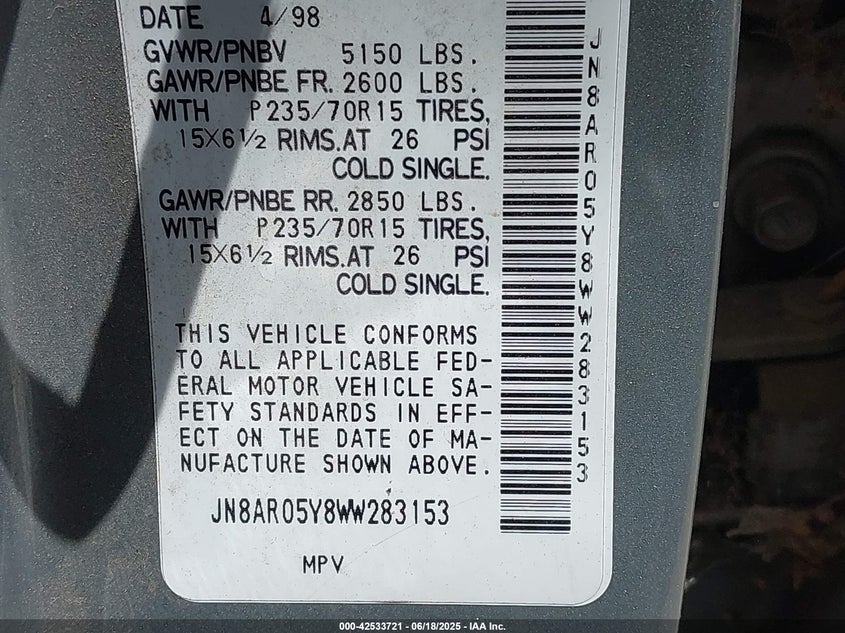 DATE 4/98
GVWR/PNBV 5150 LBS.
GAWR/PNBE FR. 2600 LBS.
WITH P235/70R15 TIRES,
15X6½ RIMS.AT 26 PSI
COLD SINGLE.
GAWR/PNBE RR. 2850 LBS.
WITH P235/70R15 TIRES,
15X6½ RIMS.AT 26 PSI
COLD SINGLE.
THIS VEHICLE CONFORMS
TO ALL APPLICABLE FED-
ERAL MOTOR VEHICLE SA-
FETY STANDARDS IN EFF-
ECT ON THE DATE OF MA-
NUFACTURE SHOWN ABOVE.
JN8AR05Y8WW283153
MPV
JN8AR05Y8WW283153
000-42533721 - 06/18/2025 - IAA Inc.